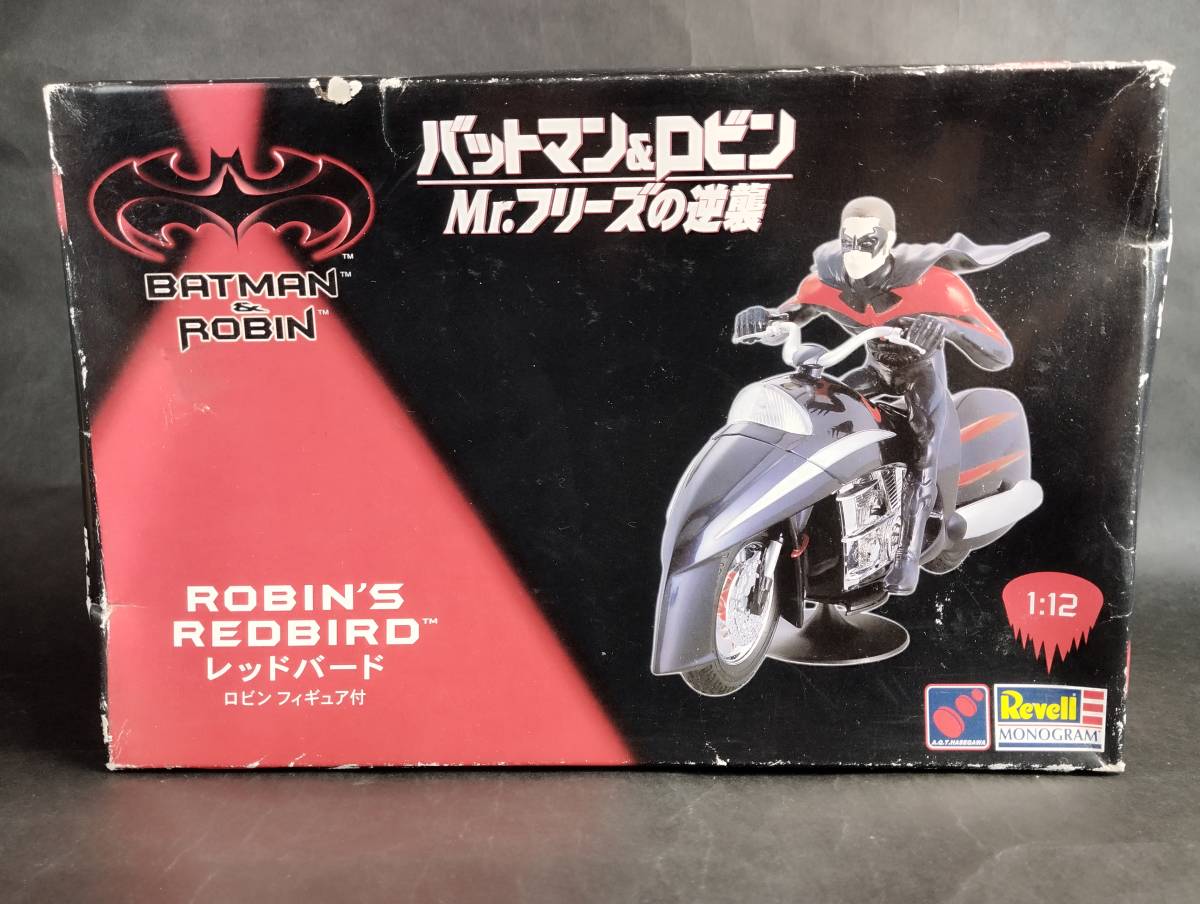 バットマン&ロビン
Mr.フリーズの逆襲
BATMAN™
&
ROBIN™
™
ROBIN'S
REDBIRD™
レッドバード
ロビン フィギュア付
1:12
A.G.T.HASEGAWA
Revell
MONOGRAM